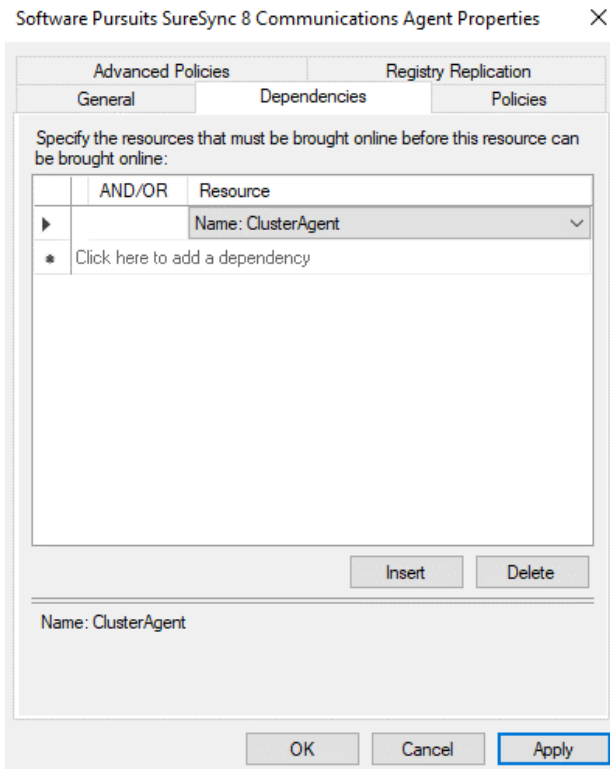 Software Pursuits SureSync 8 Communications Agent Properties
Advanced Policies Registry Replication
General Dependencies Policies
Specify the resources that must be brought online before this resource can
be brought online:
AND/OR Resource
Name: ClusterAgent
Click here to add a dependency
Insert Delete
Name: ClusterAgent
OK Cancel Apply